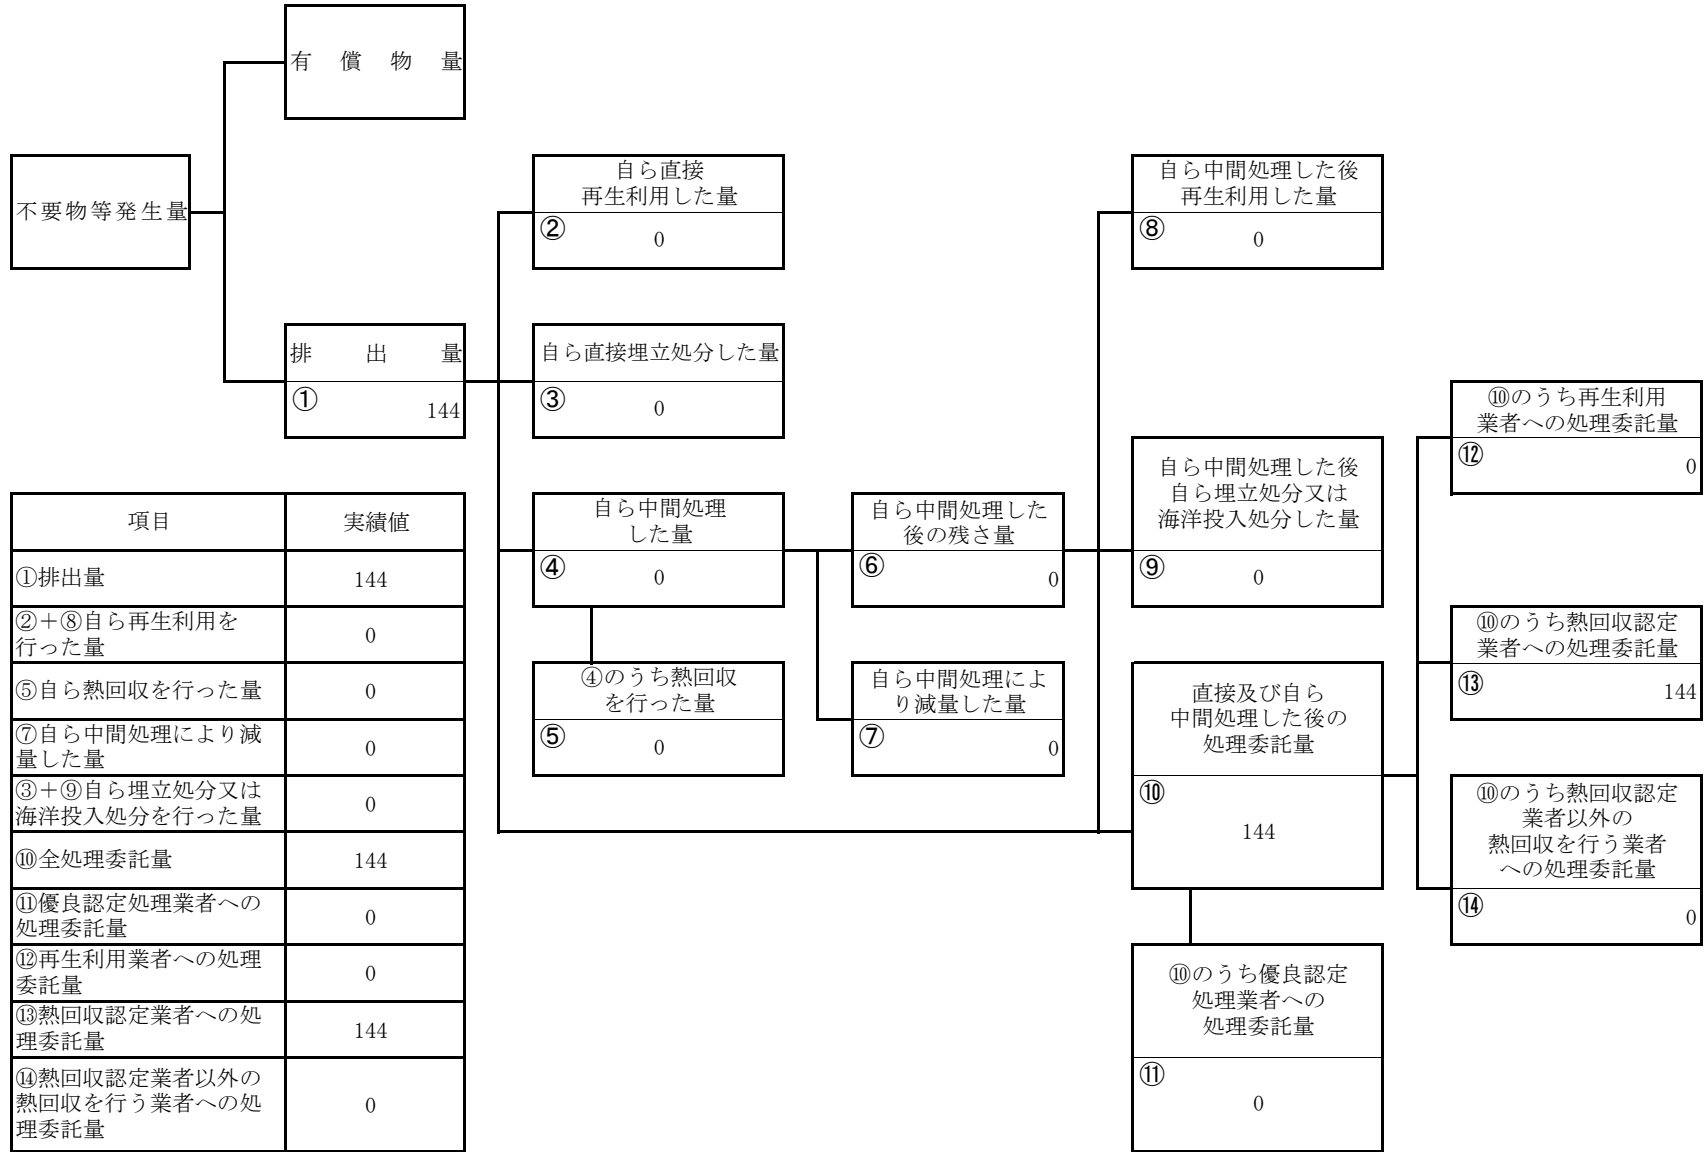 有償物量
不要物等発生量
自ら直接
再生利用した量
②
0
自ら中間処理した後
再生利用した量
⑧
0
排出量
①
144
自ら直接埋立処分した量
③
0
自ら中間処理
した量
④
0
自ら中間処理した
後の残さ量
⑥
0
自ら中間処理した後
自ら埋立処分又は
海洋投入処分した量
⑨
0
⑩のうち再生利用
業者への処理委託量
⑫
0
④のうち熱回収
を行った量
⑤
0
自ら中間処理によ
り減量した量
⑦
0
直接及び自ら
中間処理した後の
処理委託量
⑩
144
⑩のうち熱回収認定
業者への処理委託量
⑬
144
⑩のうち熱回収認定
業者以外の
熱回収を行う業者
への処理委託量
⑭
0
⑩のうち優良認定
処理業者への
処理委託量
⑪
0
項目 実績値
①排出量 144
②+⑧自ら再生利用を
行った量 0
⑤自ら熱回収を行った量 0
⑦自ら中間処理により減
量した量 0
③+⑨自ら埋立処分又は
海洋投入処分を行った量 0
⑩全処理委託量 144
⑪優良認定処理業者への
処理委託量 0
⑫再生利用業者への処理
委託量 0
⑬熱回収認定業者への処
理委託量 144
⑭熱回収認定業者以外の
熱回収を行う業者への処
理委託量 0